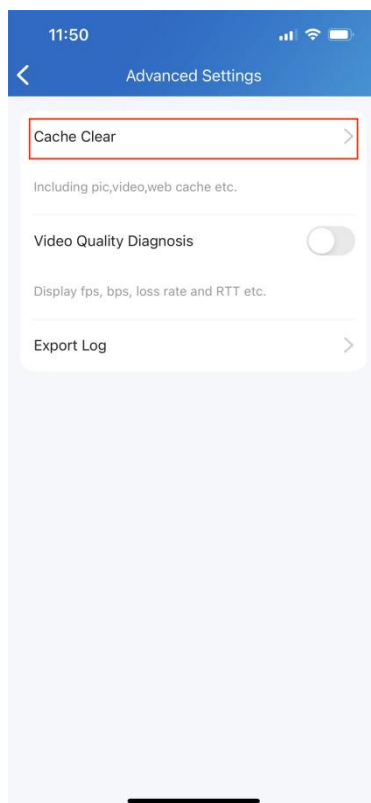 11:50
Advanced Settings
Cache Clear
Including pic,video,web cache etc.
Video Quality Diagnosis
Display fps, bps, loss rate and RTT etc.
Export Log